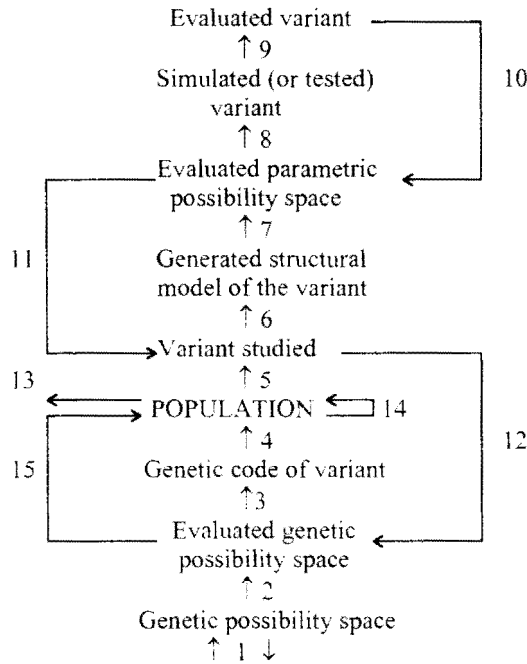 Evaluated variant
↑ 9
Simulated (or tested)
variant
10
↑ 8
Evaluated parametric
possibility space
↑ 7
11
Generated structural
model of the variant
↑ 6
Variant studied
13
↑ 5
POPULATION
14
↑ 4
12
15
Genetic code of variant
↑3
Evaluated genetic
possibility space
↑ 2
Genetic possibility space
↑ 1 ↓